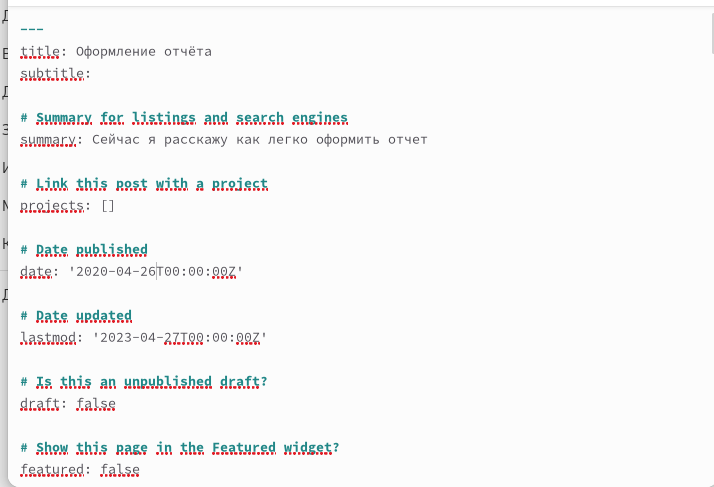 ---
title: Оформление отчёта
subtitle:
# Summary for listings and search engines
summary: Сейчас я расскажу как легко оформить отчет
# Link this post with a project
projects: []
# Date published
date: '2020-04-26T00:00:00Z'
# Date updated
lastmod: '2023-04-27T00:00:00Z'
# Is this an unpublished draft?
draft: false
# Show this page in the Featured widget?
featured: false